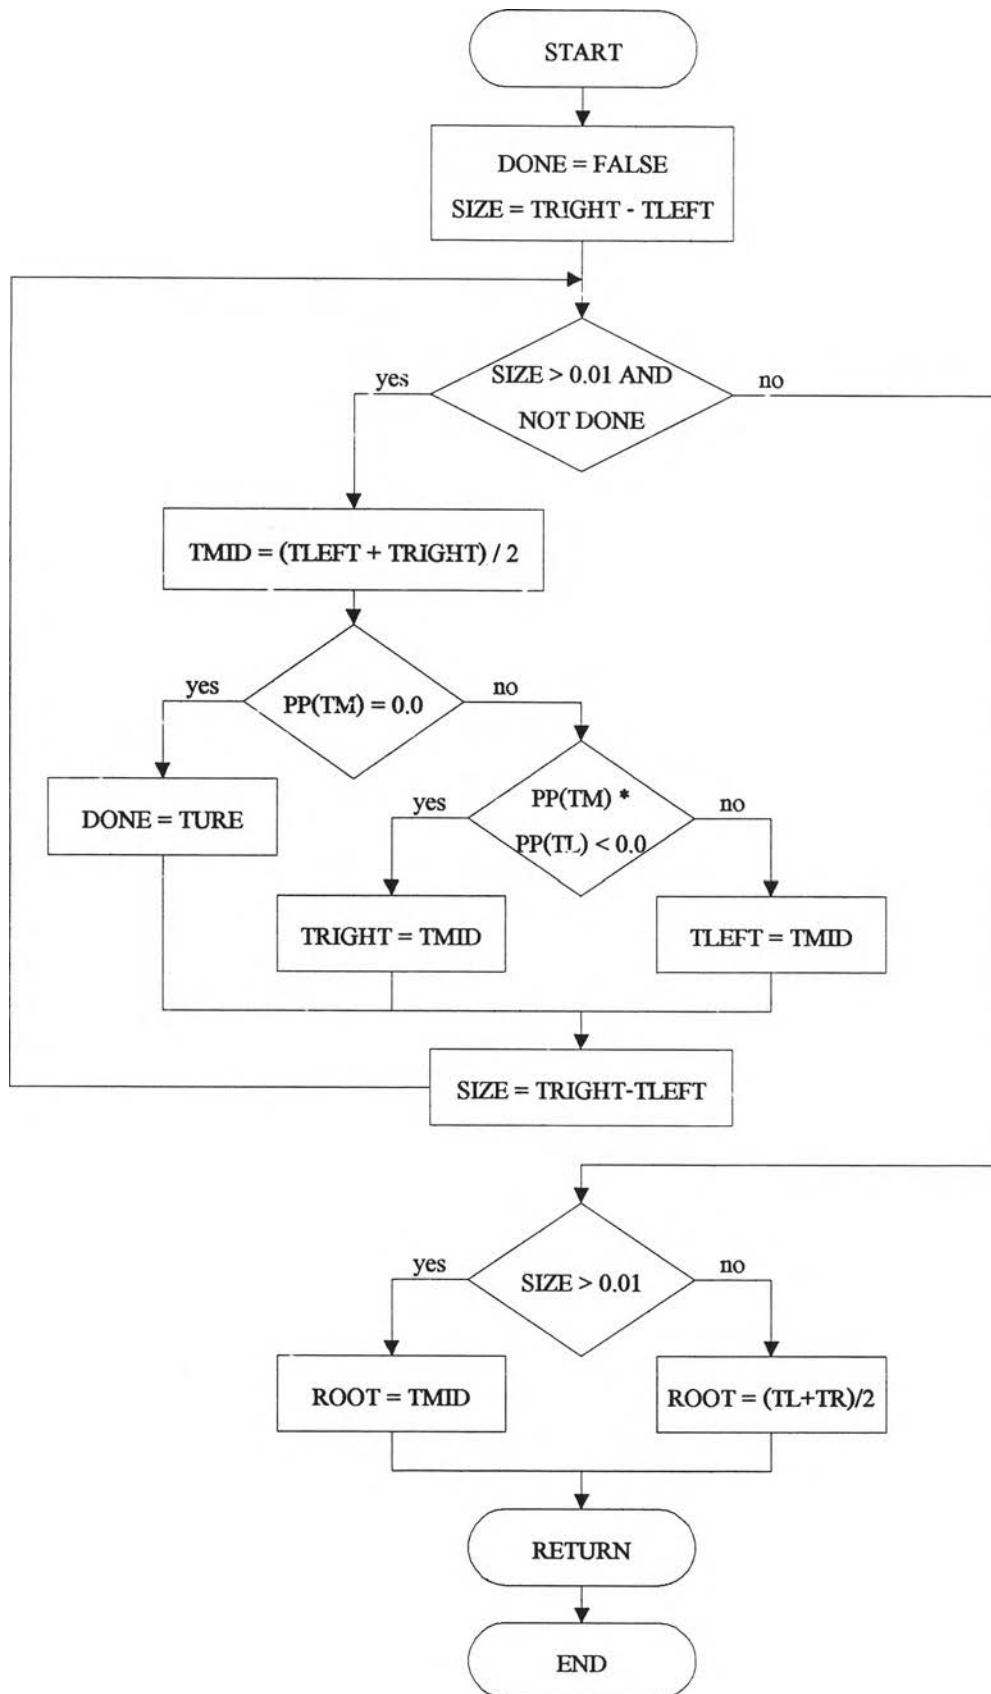 START
DONE = FALSE
SIZE = TRIGHT - TLEFT
yes
SIZE > 0.01 AND
no
NOT DONE
TMID = (TLEFT + TRIGHT) / 2
yes
PP(TM) = 0.0
no
DONE = TURE
yes
PP(TM) *
PP(TL) < 0.0
no
TRIGHT = TMID
TLEFT = TMID
SIZE = TRIGHT-TLEFT
yes
SIZE > 0.01
no
ROOT = TMID
ROOT = (TL+TR)/2
RETURN
END